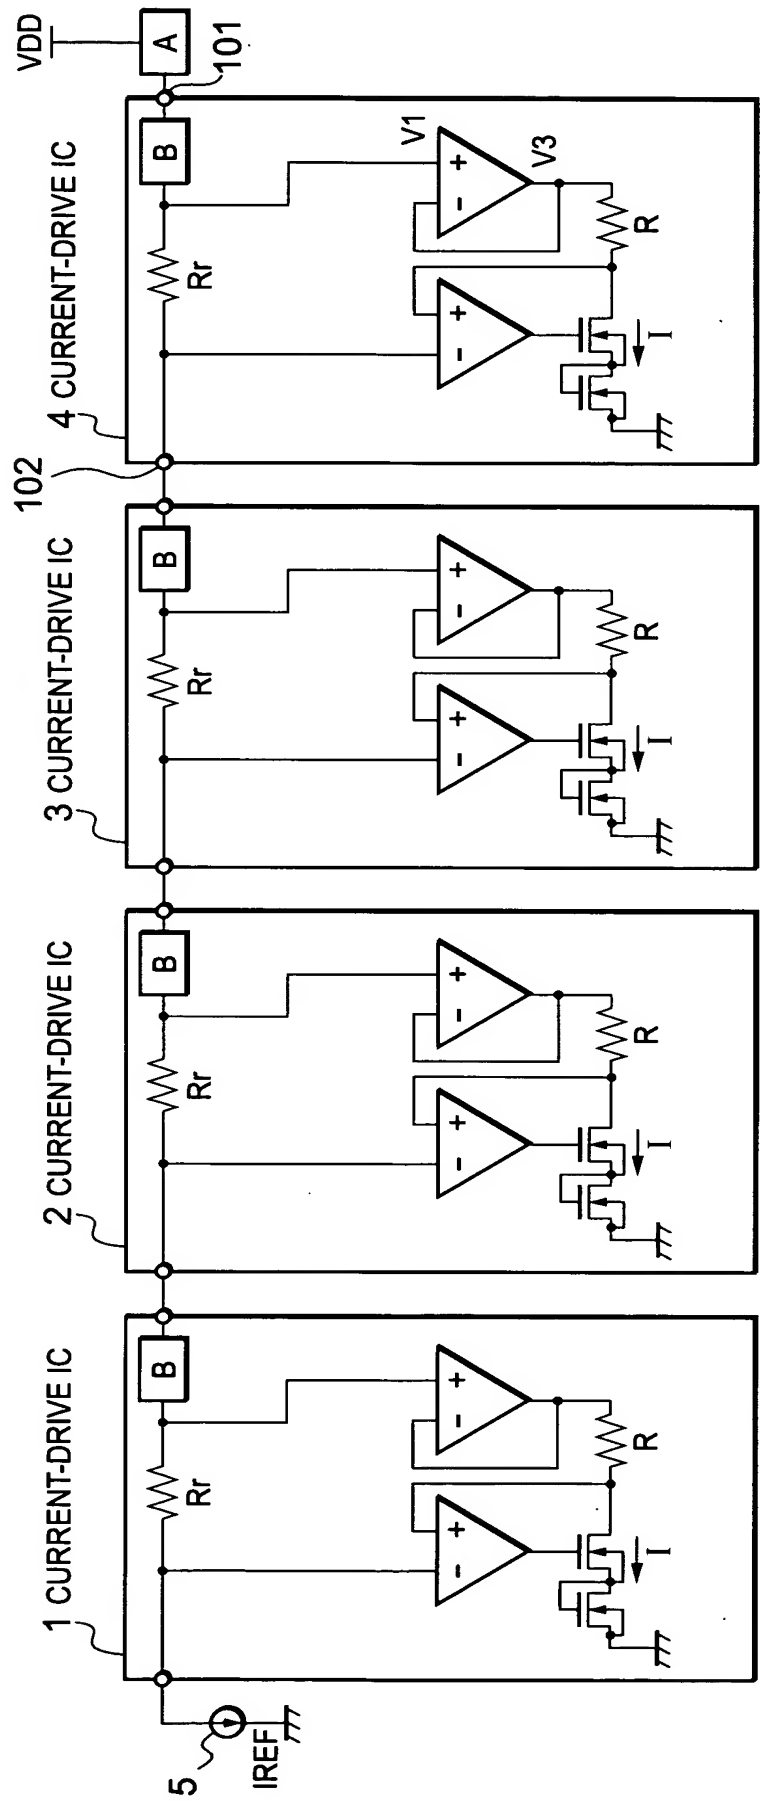 1 CURRENT-DRIVE IC
2 CURRENT-DRIVE IC
3 CURRENT-DRIVE IC
4 CURRENT-DRIVE IC
102
VDD
A
101
5
IREF
B
Rr
+
-
+
-
R
I
B
Rr
+
-
+
-
R
I
B
Rr
+
-
+
-
R
I
B
Rr
V1
+
-
V3
+
-
R
I